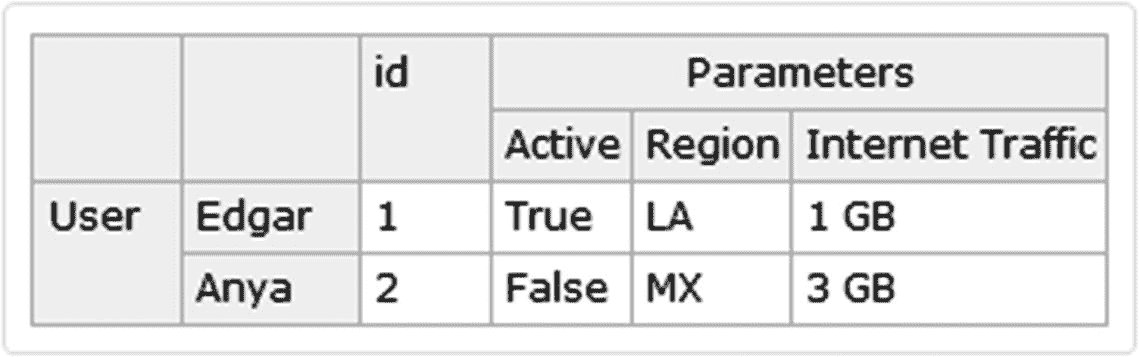 id Parameters
Active Region Internet Traffic
User Edgar 1 True LA 1 GB
Anya 2 False MX 3 GB